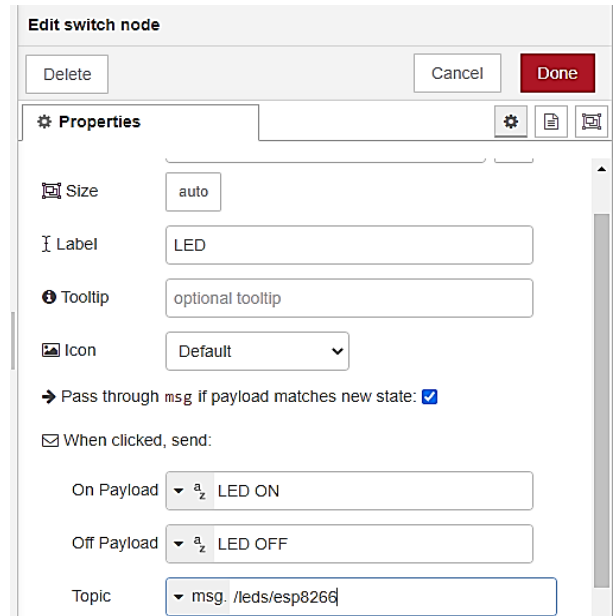 Edit switch node
Delete Cancel Done
Properties
Size auto
Label LED
Tooltip optional tooltip
Icon Default
Pass through msg if payload matches new state:
When clicked, send:
On Payload a z LED ON
Off Payload a z LED OFF
Topic msg. /leds/esp8266